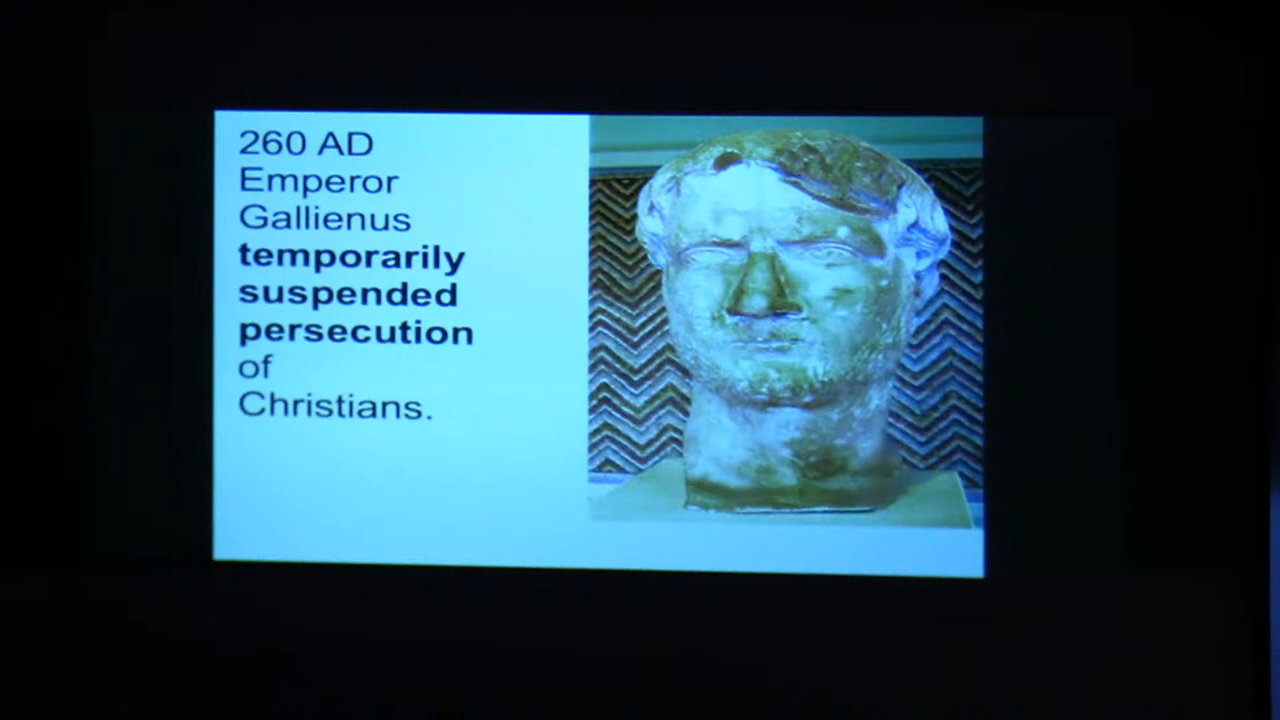 260 AD
Emperor
Gallienus
temporarily
suspended
persecution
of
Christians.